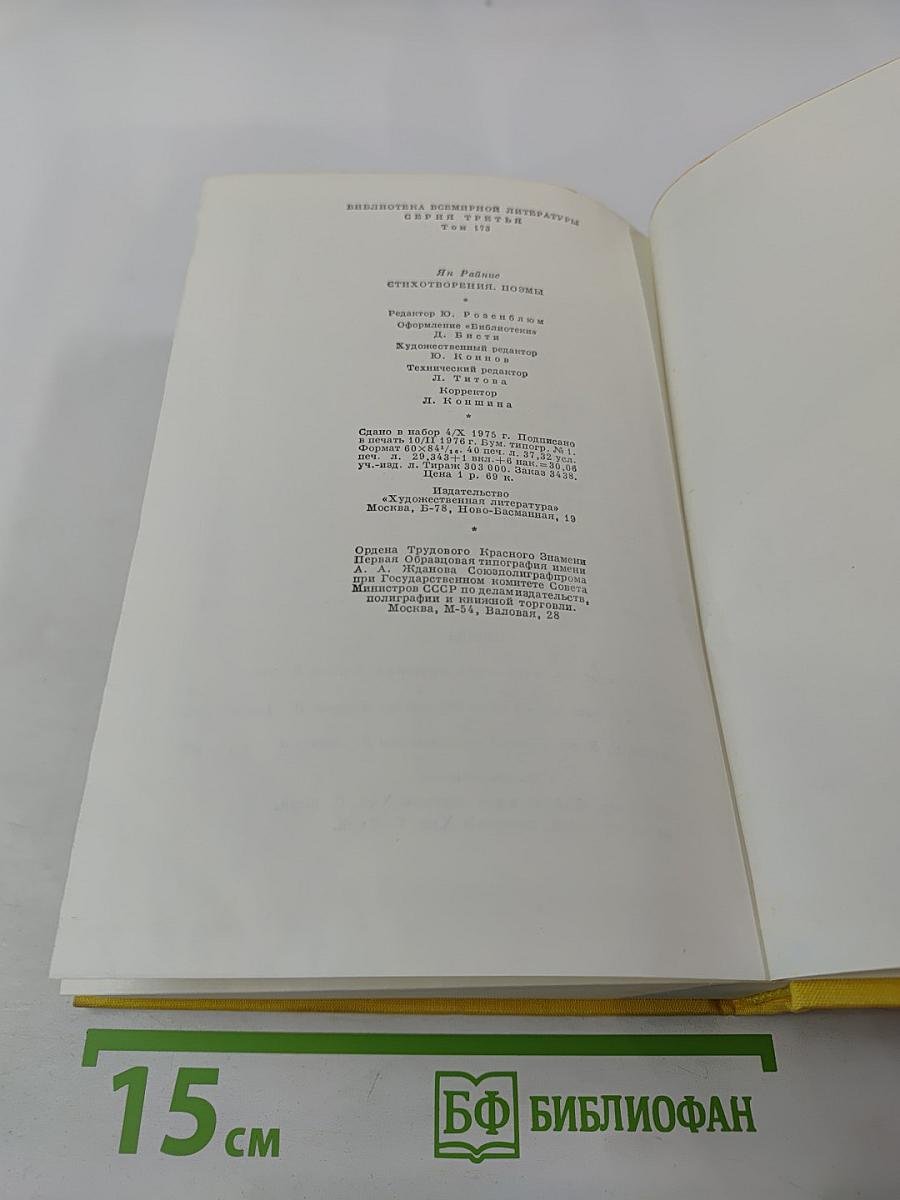 БИБЛИОТЕКА ВСЕМИРНОЙ ЛИТЕРАТУРЫ
СЕРИЯ ТРЕТЬЯ
Том 173
Ян Райнис
СТИХОТВОРЕНИЯ. ПОЭМЫ
*
Редактор Ю. Розенблюм
Оформление «Библиотеки»
Д. Бисти
Художественный редактор
Ю. Коннов
Технический редактор
Л. Титова
Корректор
Л. Коншина
*
Сдано в набор 4/X 1975 г. Подписано
в печать 10/II 1976 г. Бум. типогр. № 1.
Формат 60×84¹/₁₆. 40 печ. л. 37,32 усл.
печ. л. 29,343+1 вкл.+6 нак.=30,06
уч.-изд. л. Тираж 303 000. Заказ 3438.
Цена 1 р. 69 к.
Издательство
«Художественная литература»
Москва, Б-78, Ново-Басманная, 19
*
Ордена Трудового Красного Знамени
Первая Образцовая типография имени
А. А. Жданова Союзполиграфпрома
при Государственном комитете Совета
Министров СССР по делам издательств,
полиграфии и книжной торговли.
Москва, М-54, Валовая, 28
15 см
БФ БИБЛИОФАН